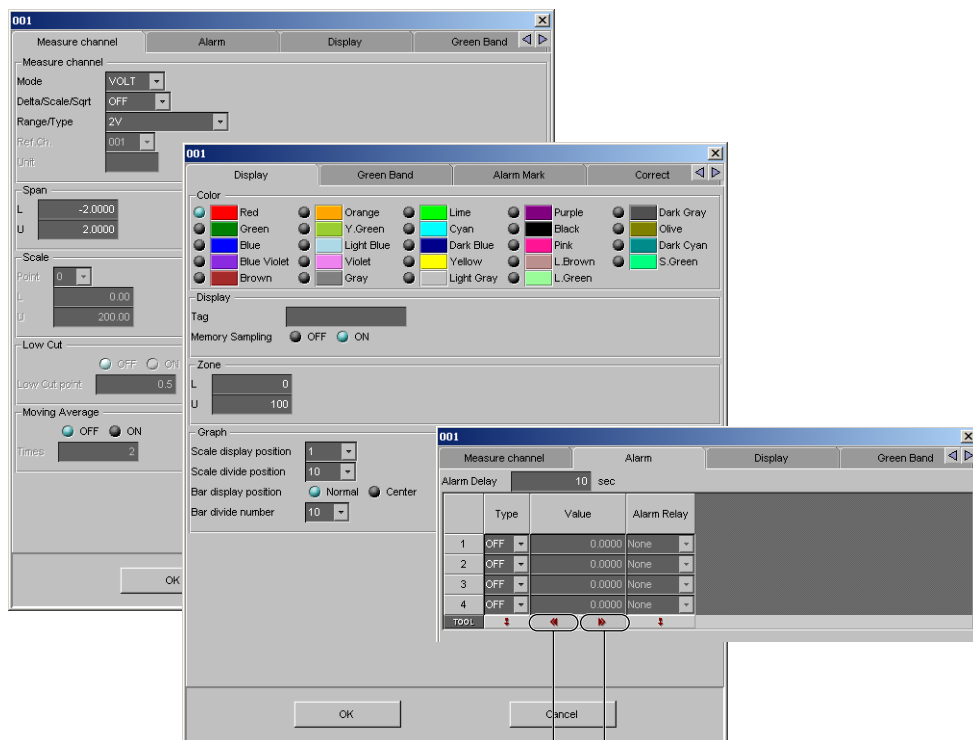 001
Measure channel Alarm Display Green Band
Measure channel
Mode VOLT
Delta/Scale/Sqrt OFF
Range/Type 2V
Ref Ch. 001
Unit
Span
L -2.0000
U 2.0000
Scale
Point 0
L 0.00
U 200.00
Low Cut
OFF ON
Low Cut point 0.5
Moving Average
OFF ON
Times 2
OK
001
Display Green Band Alarm Mark Correct
Color
Red Orange Lime Purple Dark Gray
Green Y.Green Cyan Black Olive
Blue Light Blue Dark Blue Pink Dark Cyan
Blue Violet Violet Yellow L.Brown S.Green
Brown Gray Light Gray L.Green
Display
Tag
Memory Sampling OFF ON
Zone
L 0
U 100
Graph
Scale display position 1
Scale divide position 10
Bar display position Normal Center
Bar divide number 10
OK Cancel
001
Measure channel Alarm Display Green Band
Alarm Delay 10 sec
Type Value Alarm Relay
1 OFF 0.0000 None
2 OFF 0.0000 None
3 OFF 0.0000 None
4 OFF 0.0000 None
TOOL